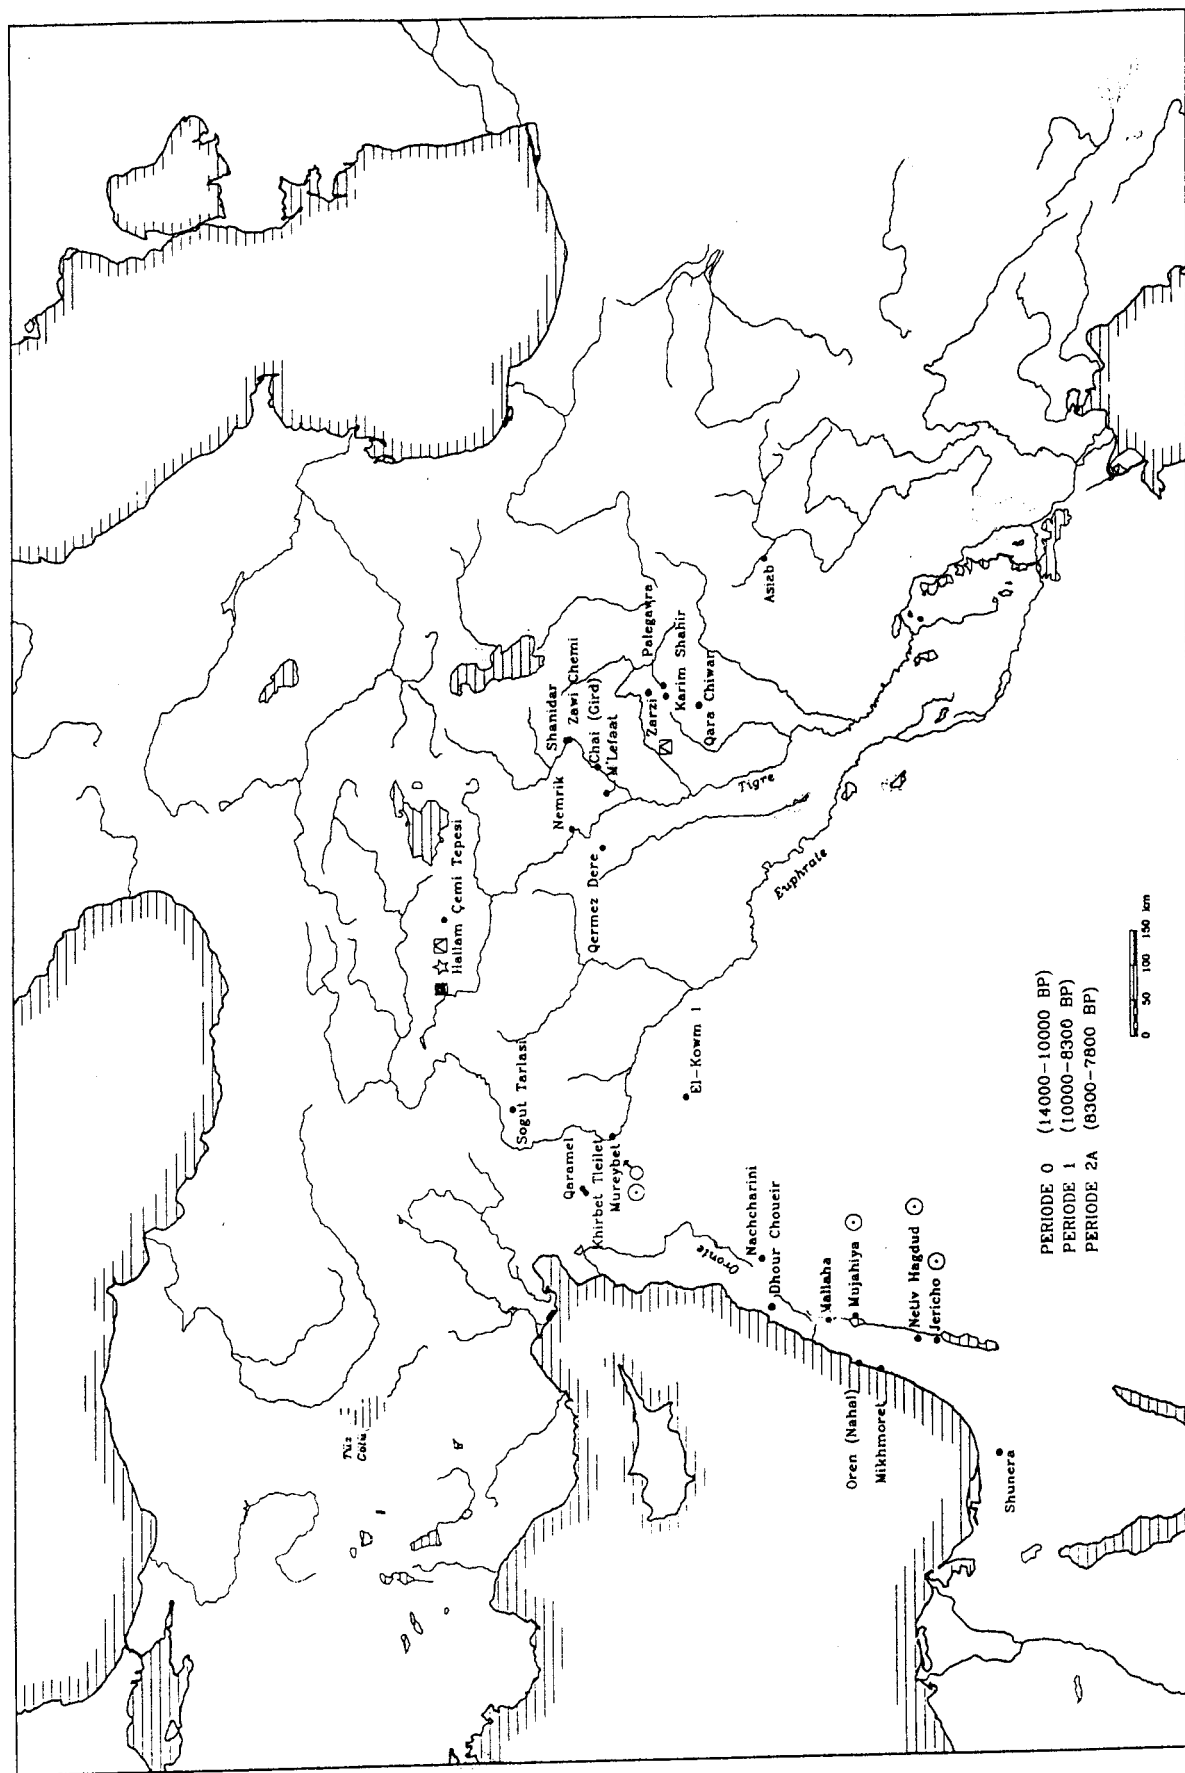 Tüz
Hallam Çemi Tepesi
Sogut Tarlasi
Qaramel
Khirbet Tleilet
Mureybet
El-Kowm 1
Qermez Dere
Nemrik
Shanidar
Zawi Chemi
Chai (Gird)
M'Lefaat
Zarzi
Palegawra
Karim Shahir
Qara Chiwar
Asiab
Tigre
Euphrate
Oronte
Nachcharini
Dhour Choueir
Mallaha
Mujahiya
Netiv Hagdud
Jericho
Oren (Nahal)
Mikhmoret
Shunera
PERIODE 0 (14000-10000 BP)
PERIODE 1 (10000-8300 BP)
PERIODE 2A (8300-7800 BP)
0 50 100 150 km